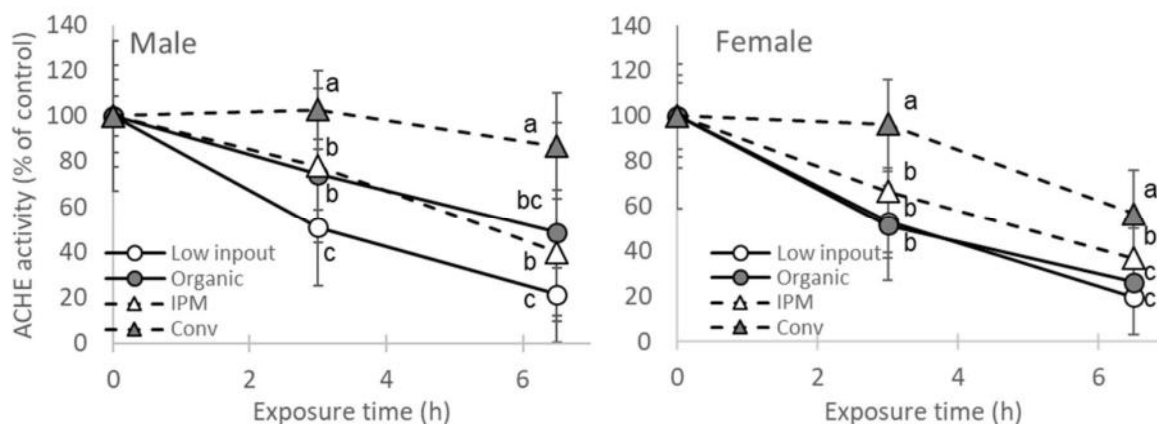 Male
ACHE activity (% of control)
140
120
100
80
60
40
20
0
a
a
b
b
bc
c
b
c
Low inpout
Organic
IPM
Conv
0
2
4
6
Exposure time (h)
Female
140
120
100
80
60
40
20
0
a
b
b
b
a
b
c
c
Low inpout
Organic
IPM
Conv
0
2
4
6
Exposure time (h)